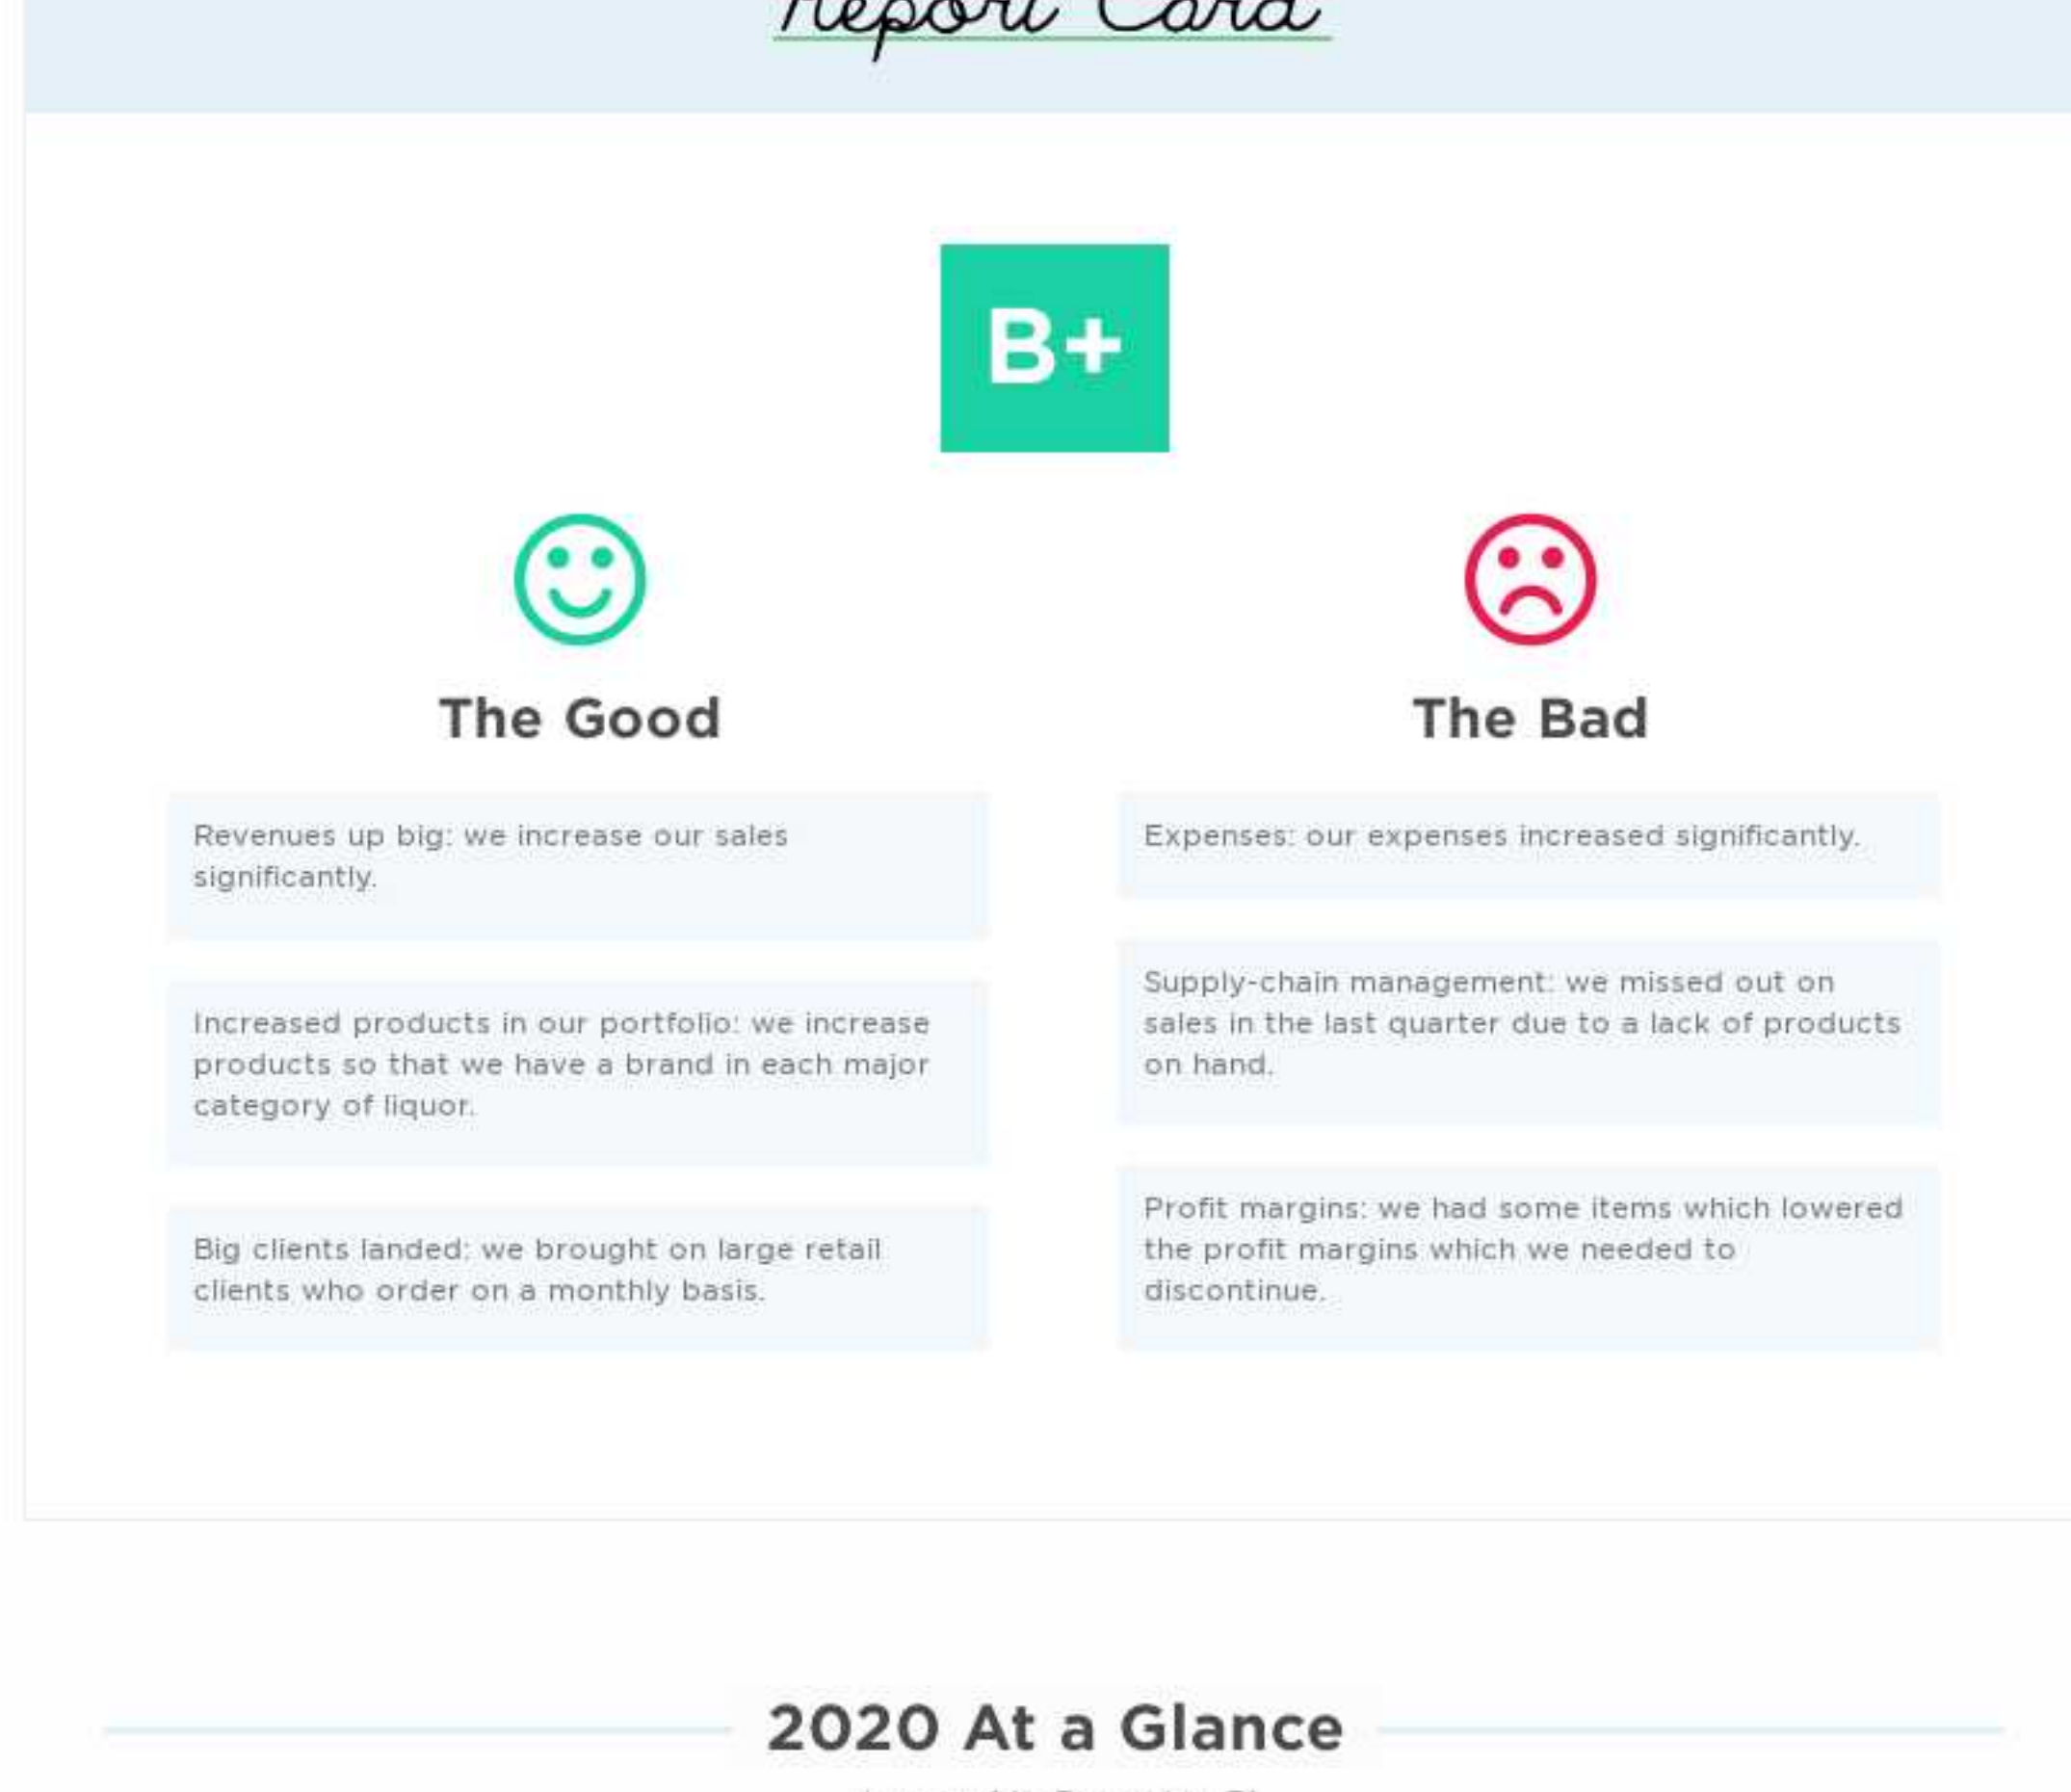 Report Card
B+
The Good
Revenues up big: we increase our sales
significantly.
Increased products in our portfolio: we increase
products so that we have a brand in each major
category of liquor.
Big clients landed: we brought on large retail
clients who order on a monthly basis.
The Bad
Expenses: our expenses increased significantly.
Supply-chain management: we missed out on
sales in the last quarter due to a lack of products
on hand.
Profit margins: we had some items which lowered
the profit margins which we needed to
discontinue.
2020 At a Glance